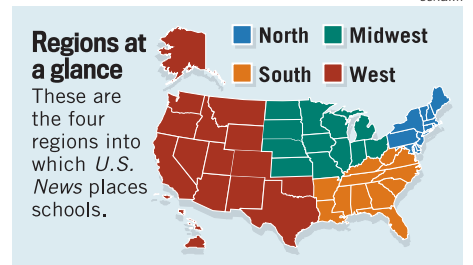 Regions at
a glance
These are
the four
regions into
which U.S.
News places
schools.
North Midwest
South West